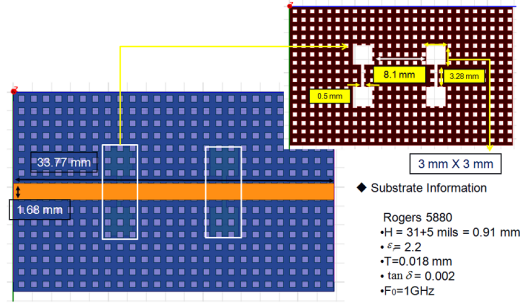 8.1 mm
3.28 mm
0.5 mm
33.77 mm
3 mm X 3 mm
1.68 mm
◆ Substrate Information
Rogers 5880
•H = 31+5 mils = 0.91 mm
•εᵣ= 2.2
•T=0.018 mm
•tan δ = 0.002
•F₀=1GHz